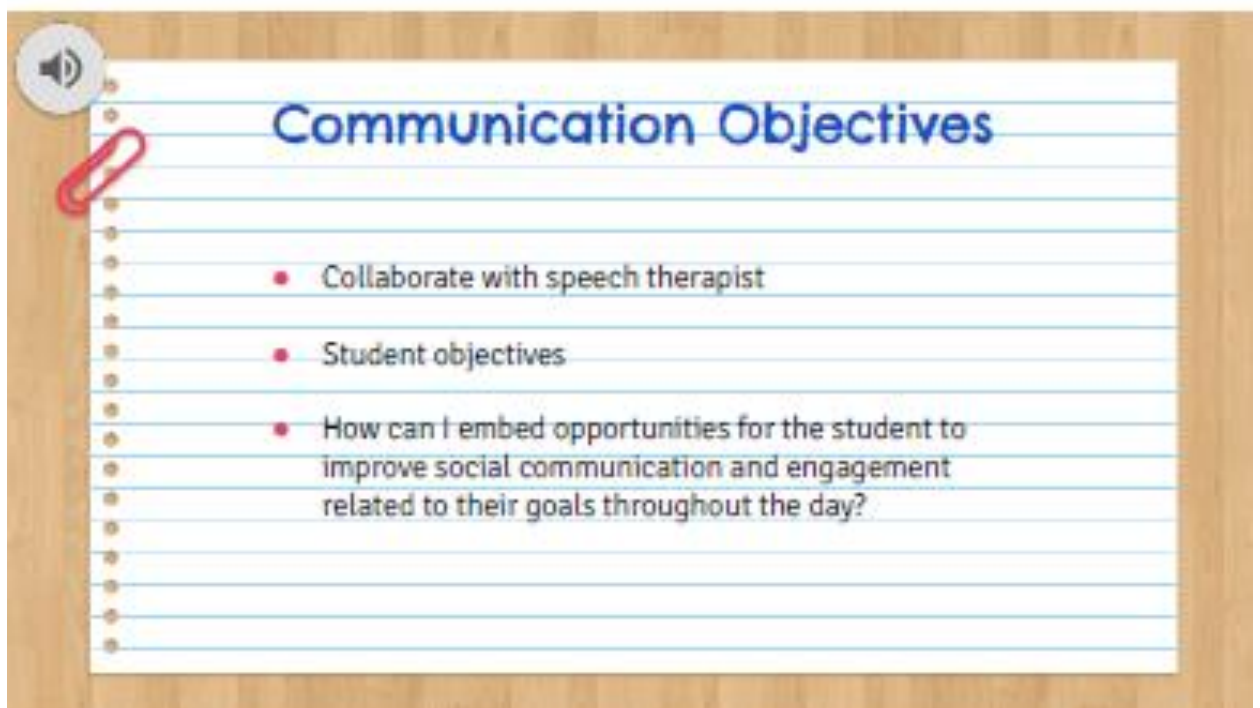 Communication Objectives
• Collaborate with speech therapist
• Student objectives
• How can I embed opportunities for the student to
improve social communication and engagement
related to their goals throughout the day?